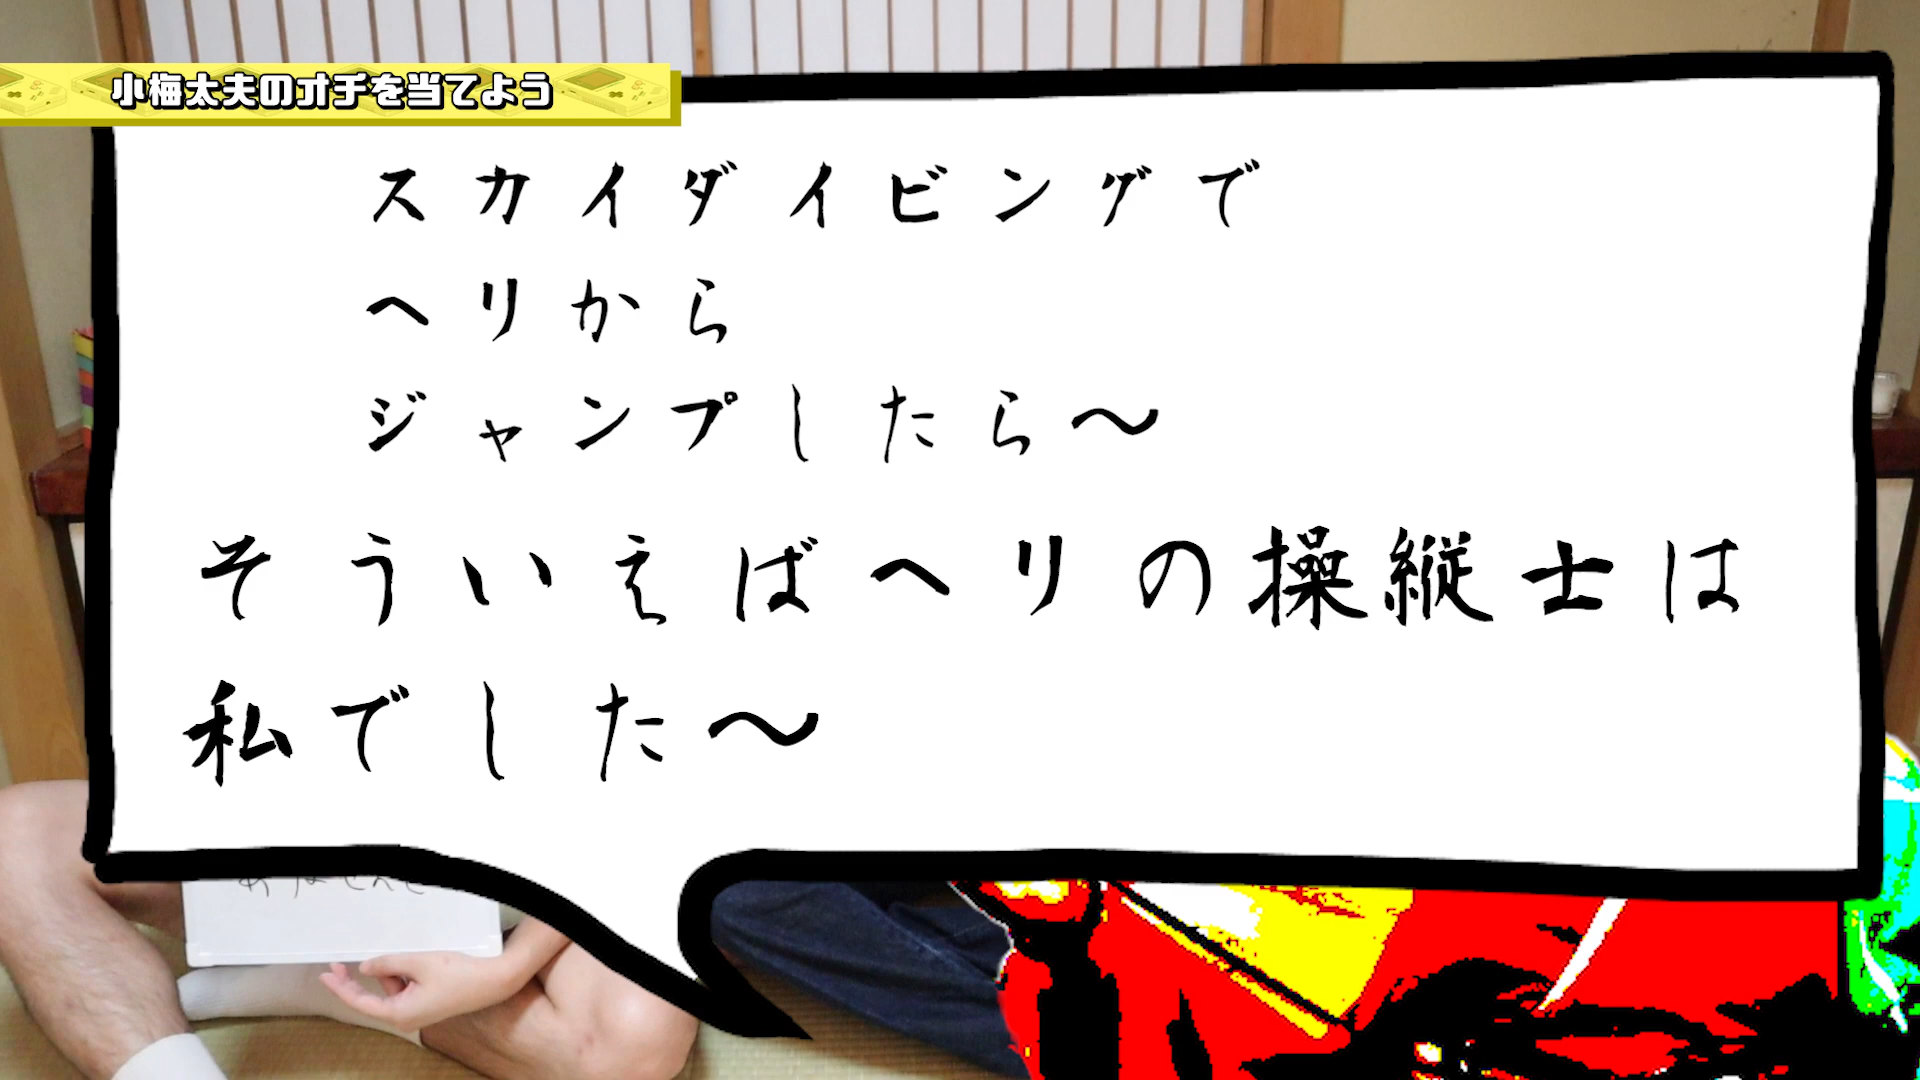 小梅太夫のオチを当てよう
スカイダイビングで
ヘリから
ジャンプしたら〜
そういえばヘリの操縦士は
私でした〜